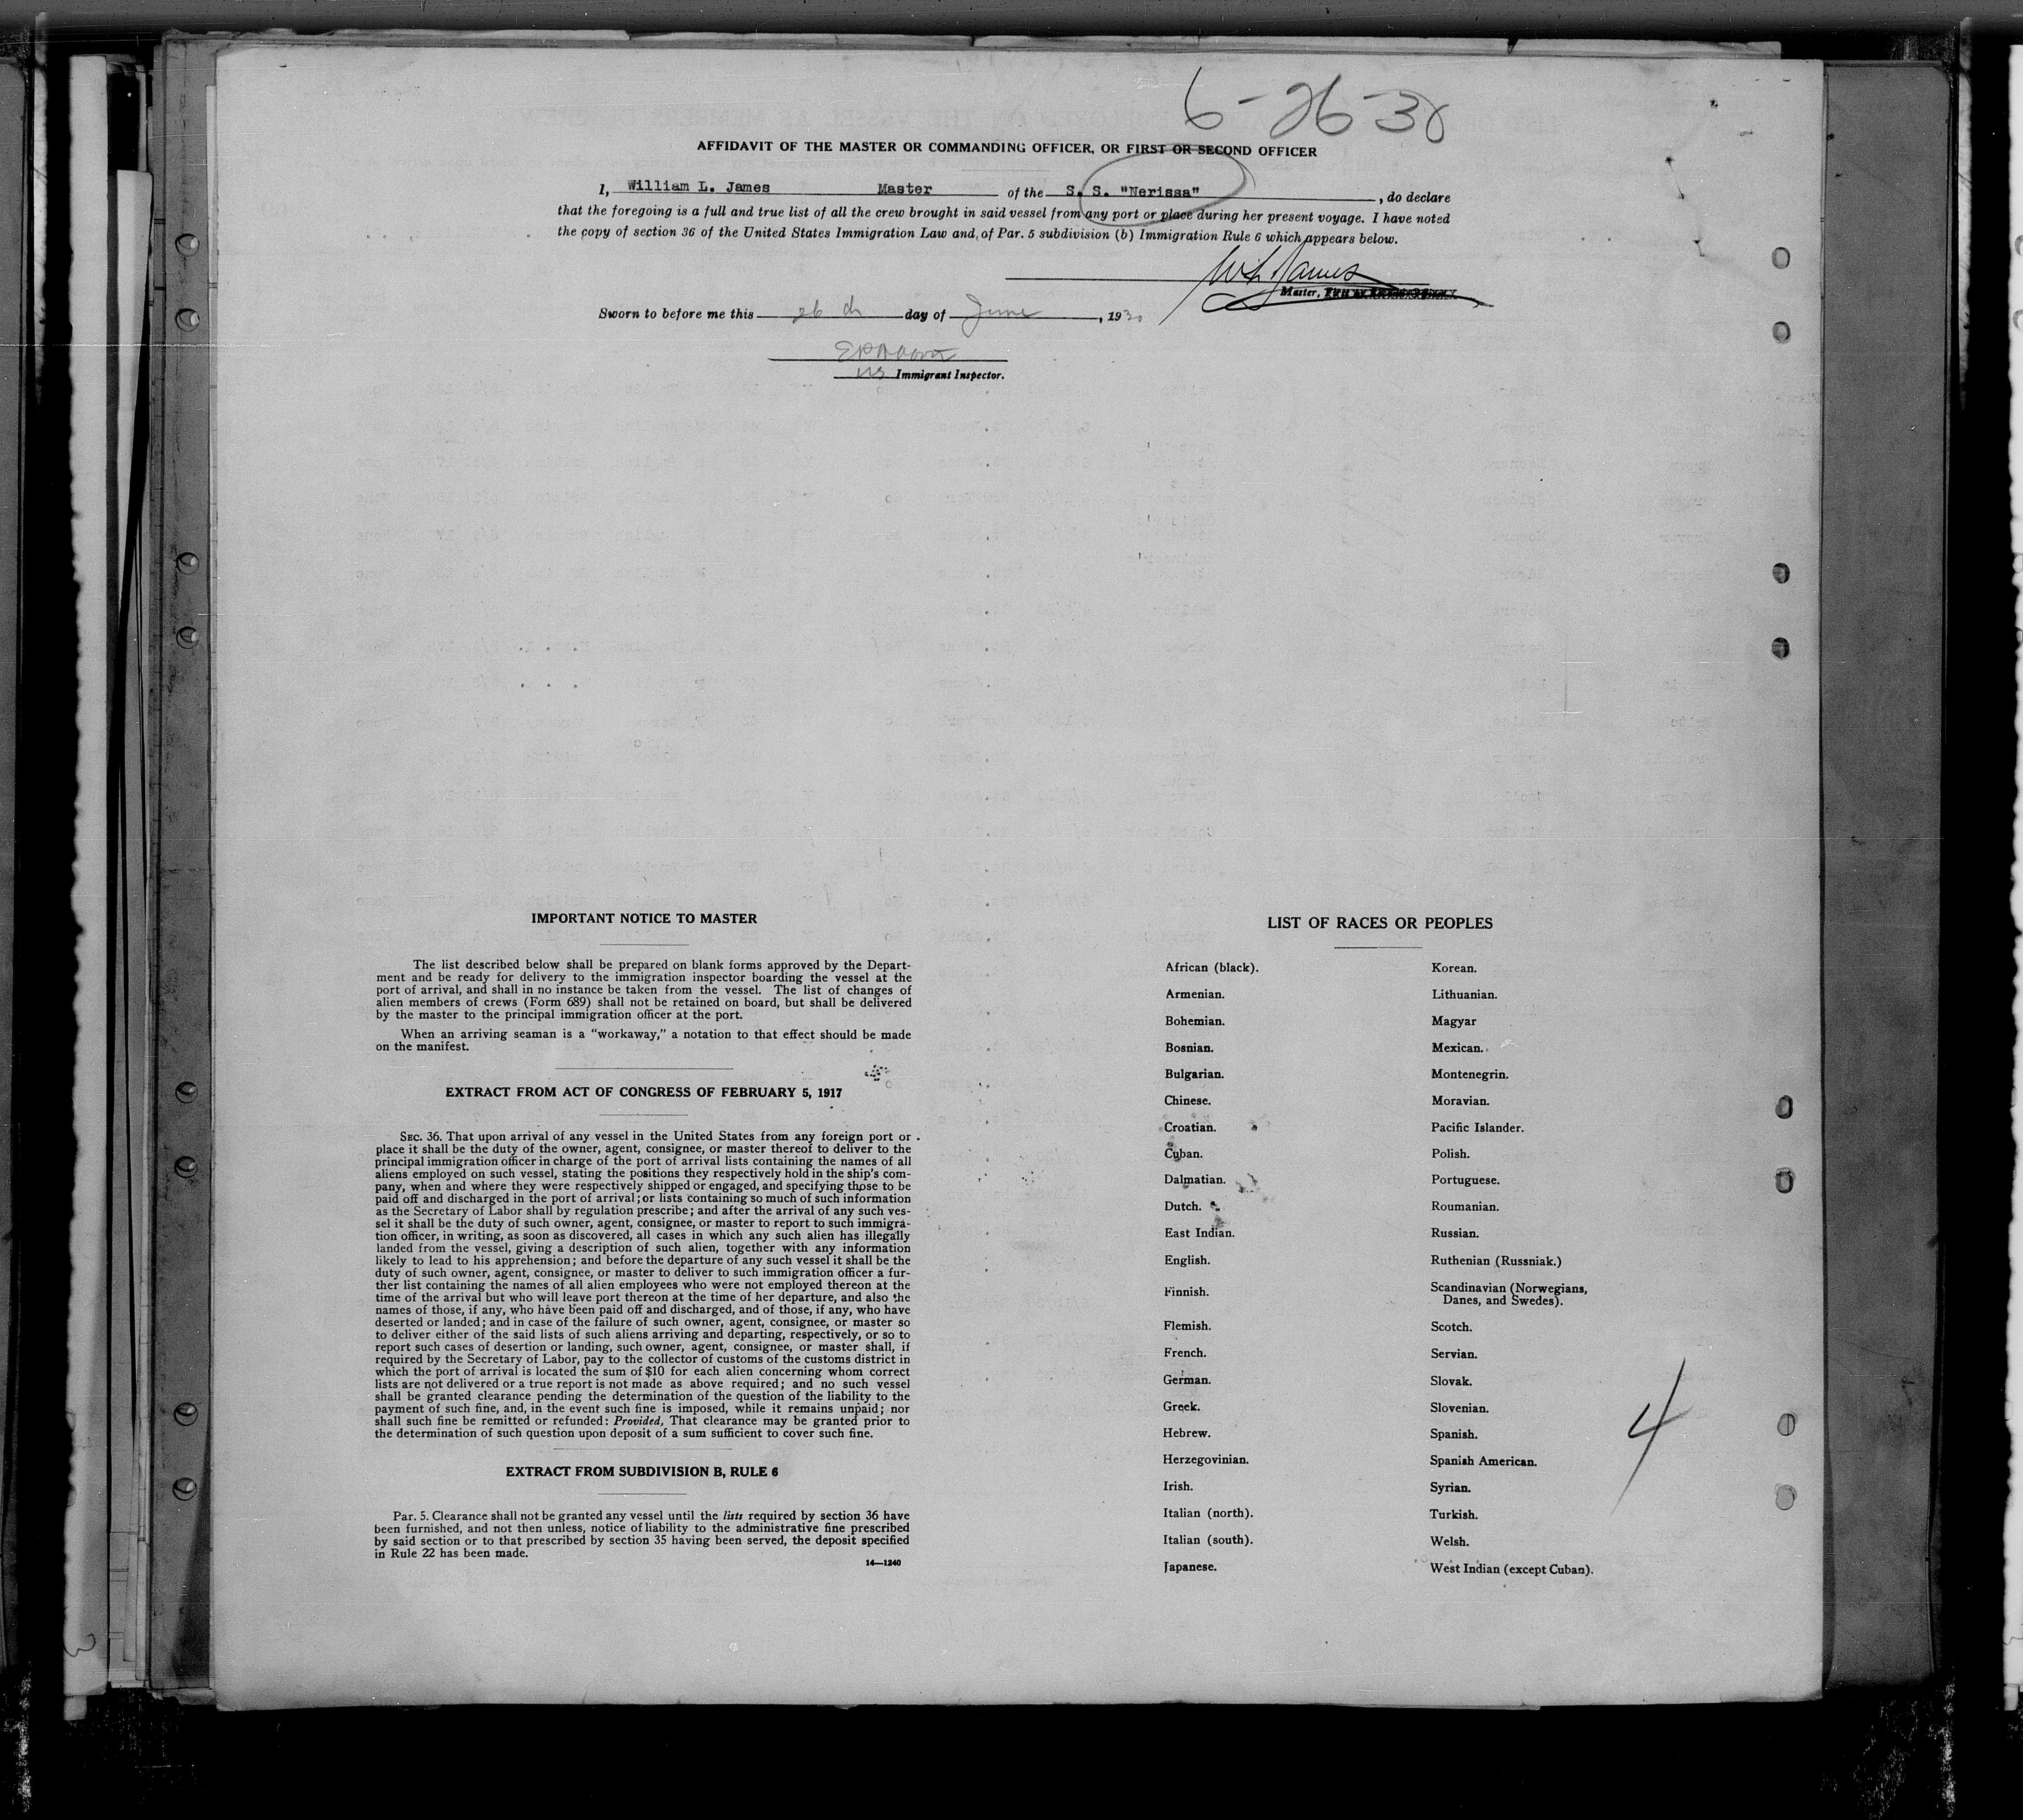 6-26-30
AFFIDAVIT OF THE MASTER OR COMMANDING OFFICER, OR FIRST OR SECOND OFFICER
I, William L. James Master of the S. S. "Nerissa", do declare
that the foregoing is a full and true list of all the crew brought in said vessel from any port or place during her present voyage. I have noted
the copy of section 36 of the United States Immigration Law and of Par. 5 subdivision (b) Immigration Rule 6 which appears below.
W L James
Master,
Sworn to before me this 26 th day of June, 1930
US Immigrant Inspector.
IMPORTANT NOTICE TO MASTER
The list described below shall be prepared on blank forms approved by the Depart-
ment and be ready for delivery to the immigration inspector boarding the vessel at the
port of arrival, and shall in no instance be taken from the vessel. The list of changes of
alien members of crews (Form 689) shall not be retained on board, but shall be delivered
by the master to the principal immigration officer at the port.
When an arriving seaman is a "workaway," a notation to that effect should be made
on the manifest.
EXTRACT FROM ACT OF CONGRESS OF FEBRUARY 5, 1917
SEC. 36. That upon arrival of any vessel in the United States from any foreign port or
place it shall be the duty of the owner, agent, consignee, or master thereof to deliver to the
principal immigration officer in charge of the port of arrival lists containing the names of all
aliens employed on such vessel, stating the positions they respectively hold in the ship's com-
pany, when and where they were respectively shipped or engaged, and specifying those to be
paid off and discharged in the port of arrival; or lists containing so much of such information
as the Secretary of Labor shall by regulation prescribe; and after the arrival of any such ves-
sel it shall be the duty of such owner, agent, consignee, or master to report to such immigra-
tion officer, in writing, as soon as discovered, all cases in which any such alien has illegally
landed from the vessel, giving a description of such alien, together with any information
likely to lead to his apprehension; and before the departure of any such vessel it shall be the
duty of such owner, agent, consignee, or master to deliver to such immigration officer a fur-
ther list containing the names of all alien employees who were not employed thereon at the
time of the arrival but who will leave port thereon at the time of her departure, and also the
names of those, if any, who have been paid off and discharged, and of those, if any, who have
deserted or landed; and in case of the failure of such owner, agent, consignee, or master so
to deliver either of the said lists of such aliens arriving and departing, respectively, or so to
report such cases of desertion or landing, such owner, agent, consignee, or master shall, if
required by the Secretary of Labor, pay to the collector of customs of the customs district in
which the port of arrival is located the sum of $10 for each alien concerning whom correct
lists are not delivered or a true report is not made as above required; and no such vessel
shall be granted clearance pending the determination of the question of the liability to the
payment of such fine, and, in the event such fine is imposed, while it remains unpaid; nor
shall such fine be remitted or refunded: Provided, That clearance may be granted prior to
the determination of such question upon deposit of a sum sufficient to cover such fine.
EXTRACT FROM SUBDIVISION B, RULE 6
Par. 5. Clearance shall not be granted any vessel until the lists required by section 36 have
been furnished, and not then unless, notice of liability to the administrative fine prescribed
by said section or to that prescribed by section 35 having been served, the deposit specified
in Rule 22 has been made.
14—1240
LIST OF RACES OR PEOPLES
African (black).
Armenian.
Bohemian.
Bosnian.
Bulgarian.
Chinese.
Croatian.
Cuban.
Dalmatian.
Dutch.
East Indian.
English.
Finnish.
Flemish.
French.
German.
Greek.
Hebrew.
Herzegovinian.
Irish.
Italian (north).
Italian (south).
Japanese.
Korean.
Lithuanian.
Magyar
Mexican.
Montenegrin.
Moravian.
Pacific Islander.
Polish.
Portuguese.
Roumanian.
Russian.
Ruthenian (Russniak.)
Scandinavian (Norwegians,
Danes, and Swedes).
Scotch.
Servian.
Slovak.
Slovenian.
Spanish.
Spanish American.
Syrian.
Turkish.
Welsh.
West Indian (except Cuban).
4
3